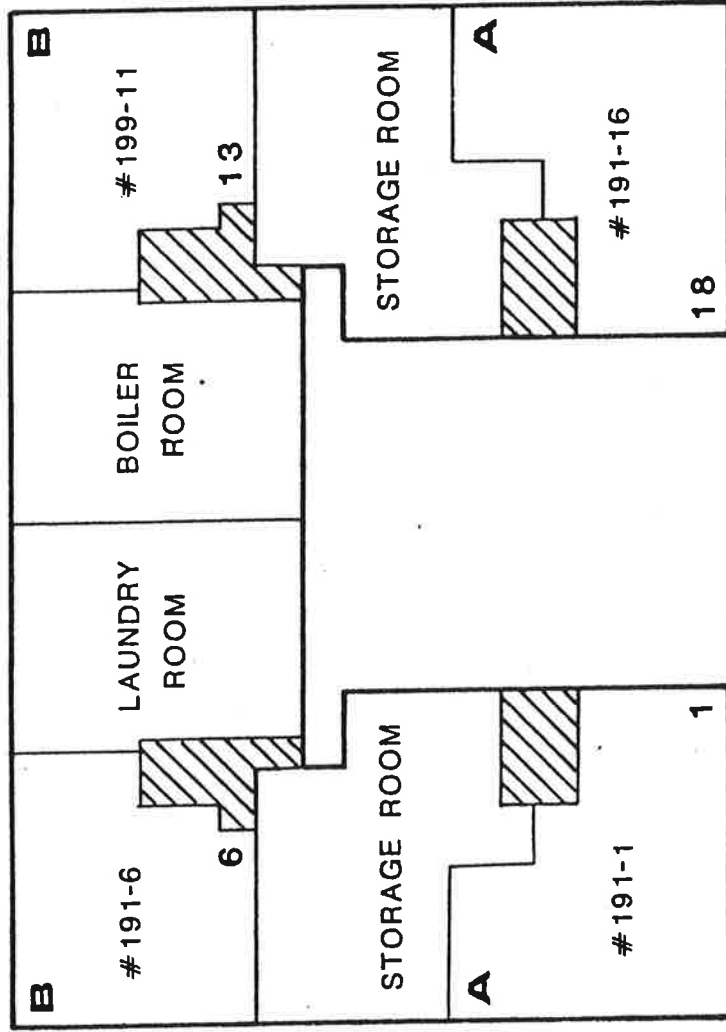 B
B
#191-6
LAUNDRY
ROOM
BOILER
ROOM
#199-11
6
13
STORAGE ROOM
STORAGE ROOM
A
A
#191-1
#191-16
1
18